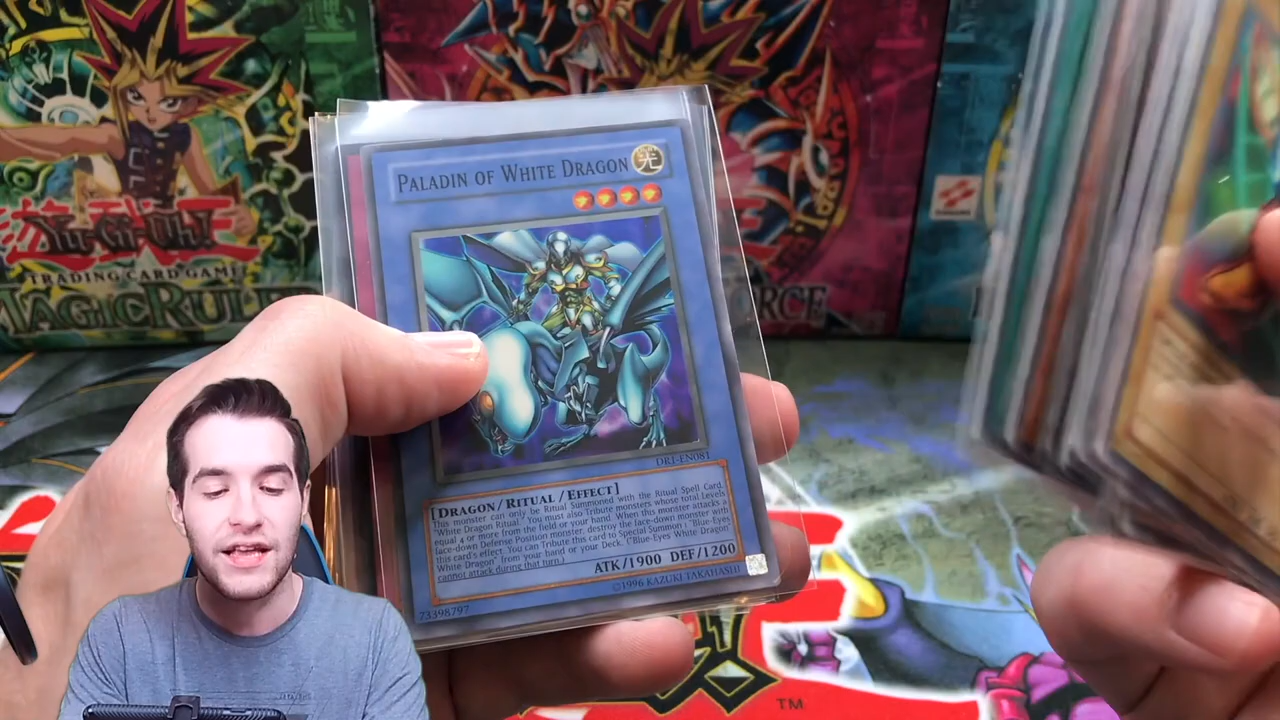 Yu-Gi-Oh!
TRADING CARD GAME
MAGIC RULER
FORCE
PALADIN OF WHITE DRAGON
光
DR1-EN081
[DRAGON/RITUAL/EFFECT]
This monster can only be Ritual Summoned with the Ritual Spell Card,
"White Dragon Ritual." You must also Tribute monsters whose total Levels
equal 4 or more from the field or your hand. When this monster attacks a
face-down Defense Position monster, destroy the face-down monster with
this card's effect. You can Tribute this card to Special Summon 1 "Blue-Eyes
White Dragon" from your hand or your Deck. ("Blue-Eyes White Dragon"
cannot attack during that turn.)
ATK/1900 DEF/1200
73398797
©1996 KAZUKI TAKAHASHI
TM